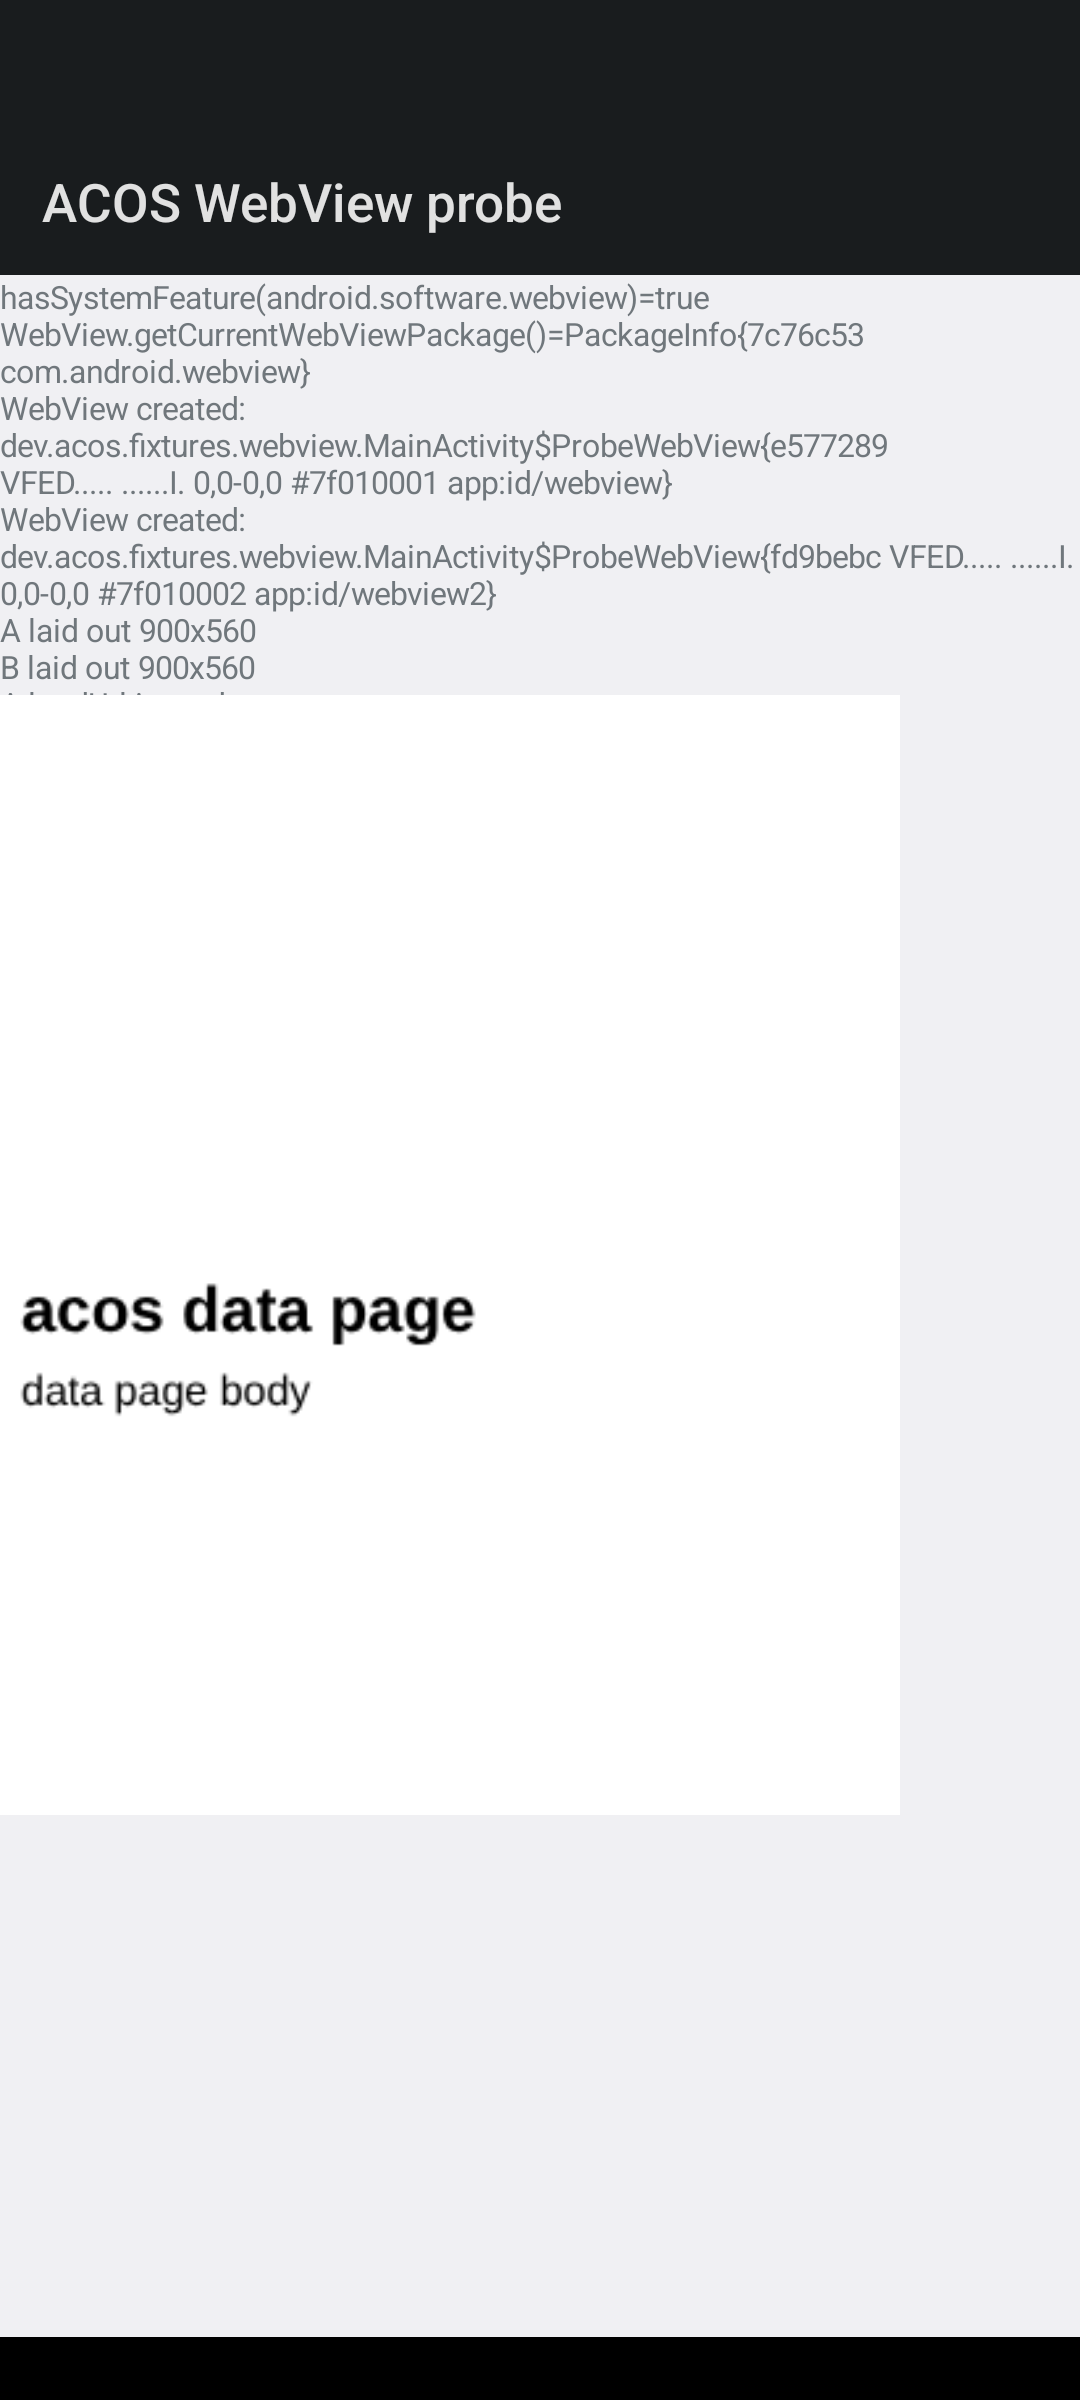 ACOS WebView probe
hasSystemFeature(android.software.webview)=true
WebView.getCurrentWebViewPackage()=PackageInfo{7c76c53
com.android.webview}
WebView created:
dev.acos.fixtures.webview.MainActivity$ProbeWebView{e577289
VFED..... ......I. 0,0-0,0 #7f010001 app:id/webview}
WebView created:
dev.acos.fixtures.webview.MainActivity$ProbeWebView{fd9bebc VFED..... ......I.
0,0-0,0 #7f010002 app:id/webview2}
A laid out 900x560
B laid out 900x560
acos data page
data page body